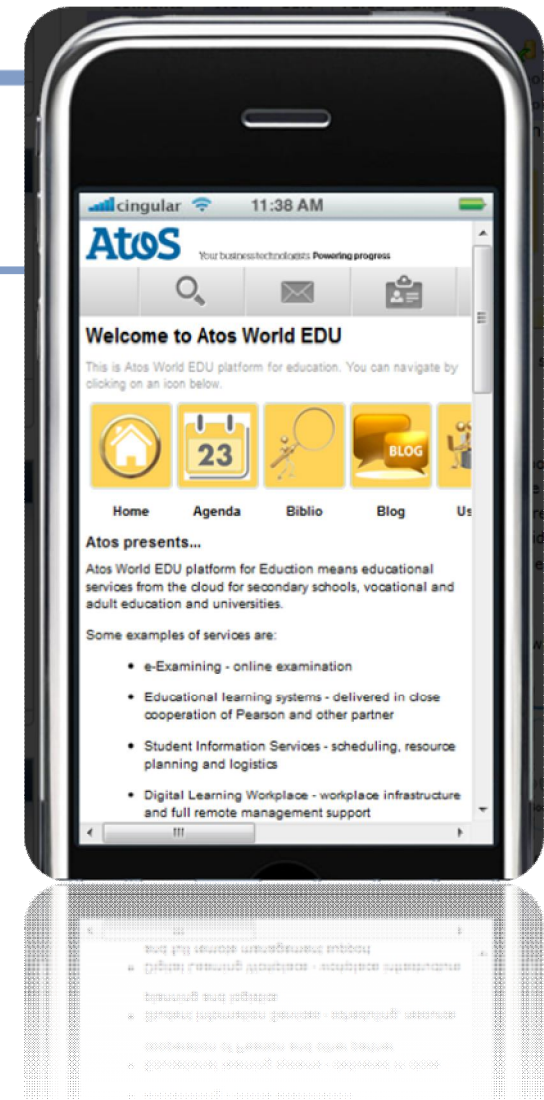 cingular 11:38 AM
Atos Your business technologists Powering progress
Welcome to Atos World EDU
This is Atos World EDU platform for education. You can navigate by
clicking on an icon below.
23 BLOG
Home Agenda Biblio Blog Us
Atos presents...
Atos World EDU platform for Eduction means educational
services from the cloud for secondary schools, vocational and
adult education and universities.
Some examples of services are:
• e-Examining - online examination
• Educational learning systems - delivered in close
cooperation of Pearson and other partner
• Student Information Services - scheduling, resource
planning and logistics
• Digital Learning Workplace - workplace infrastructure
and full remote management support